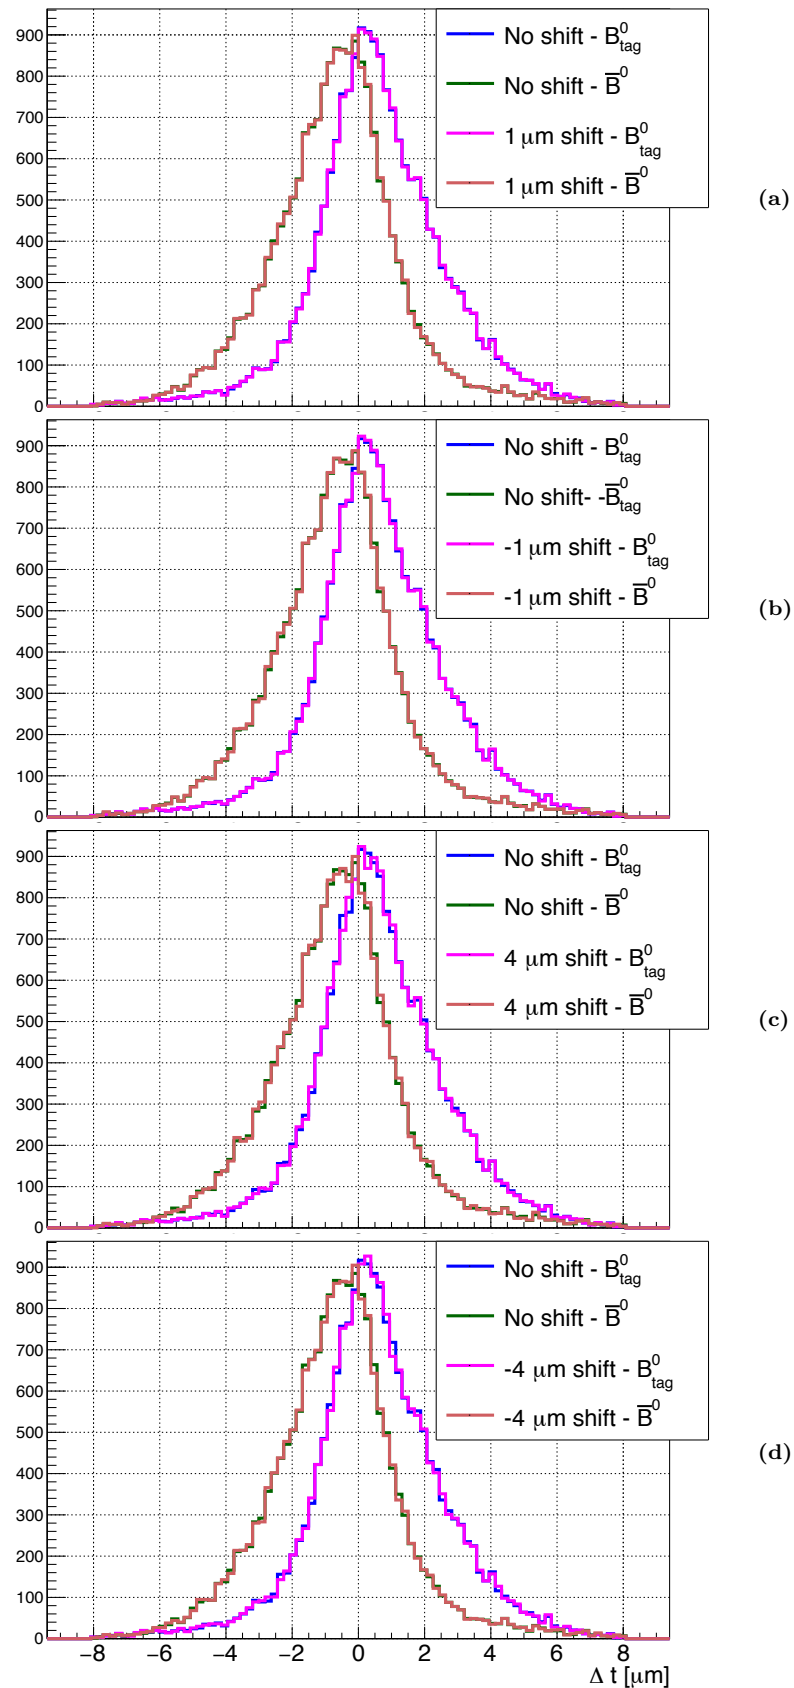 900
800
700
600
500
400
300
200
100
0
No shift - B⁰tag
No shift - B̅⁰
1 μm shift - B⁰tag
1 μm shift - B̅⁰
(a)
900
800
700
600
500
400
300
200
100
0
No shift - B⁰tag
No shift- -B̅⁰tag
-1 μm shift - B⁰tag
-1 μm shift - B̅⁰
(b)
900
800
700
600
500
400
300
200
100
0
No shift - B⁰tag
No shift - B̅⁰
4 μm shift - B⁰tag
4 μm shift - B̅⁰
(c)
900
800
700
600
500
400
300
200
100
0
No shift - B⁰tag
No shift - B̅⁰
-4 μm shift - B⁰tag
-4 μm shift - B̅⁰
(d)
−8 −6 −4 −2 0 2 4 6 8
Δ t [μm]